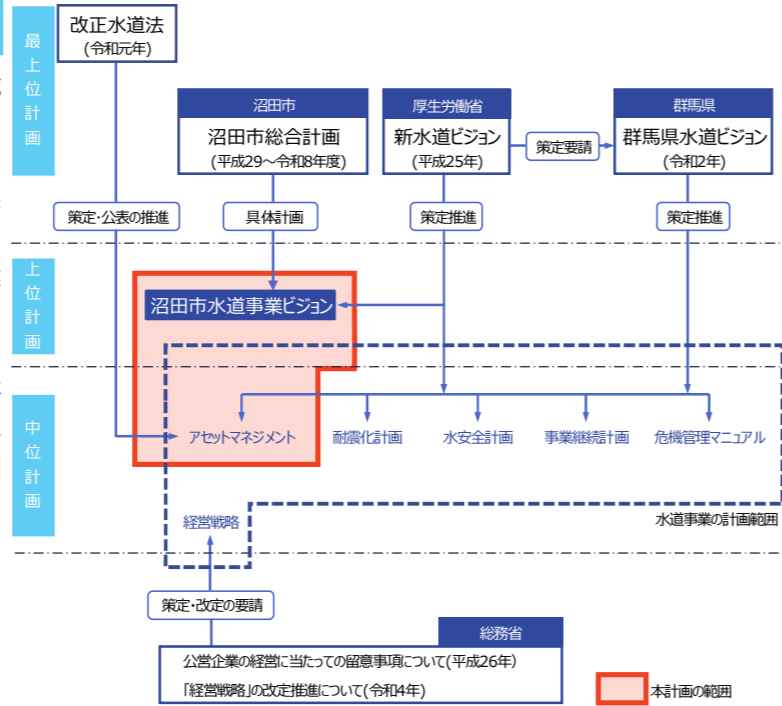 最上位計画
改正水道法
(令和元年)
沼田市
沼田市総合計画
(平成29～令和8年度)
厚生労働省
新水道ビジョン
(平成25年)
策定要請
群馬県
群馬県水道ビジョン
(令和2年)
策定・公表の推進
具体計画
策定推進
策定推進
上位計画
沼田市水道事業ビジョン
中位計画
アセットマネジメント
耐震化計画
水安全計画
事業継続計画
危機管理マニュアル
経営戦略
水道事業の計画範囲
策定・改定の要請
総務省
公営企業の経営に当たっての留意事項について(平成26年)
「経営戦略」の改定推進について(令和4年)
本計画の範囲